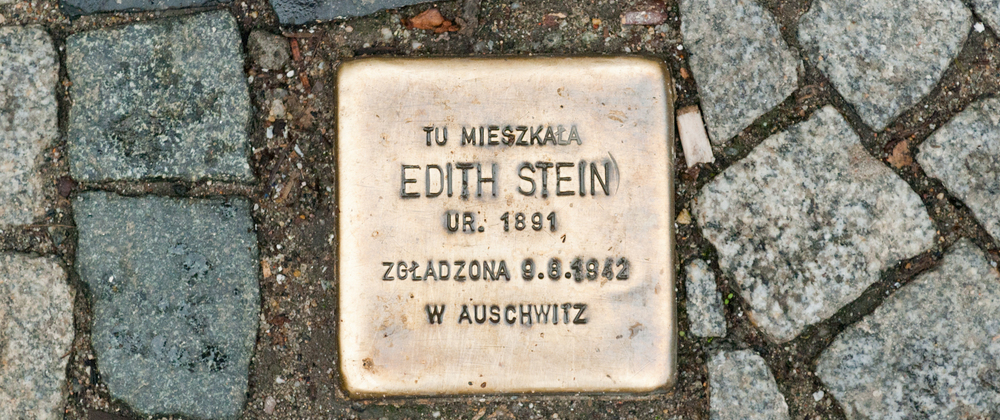 TU MIESZKAŁA
EDITH STEIN
UR. 1891
ZGŁADZONA 9.8.1942
W AUSCHWITZ